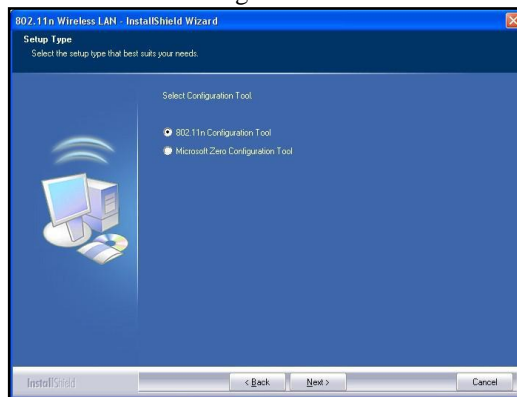 802.11n Wireless LAN - InstallShield Wizard
Setup Type
Select the setup type that best suits your needs.
Select Configuration Tool.
802.11n Configuration Tool
Microsoft Zero Configuration Tool
InstallShield
< Back
Next >
Cancel